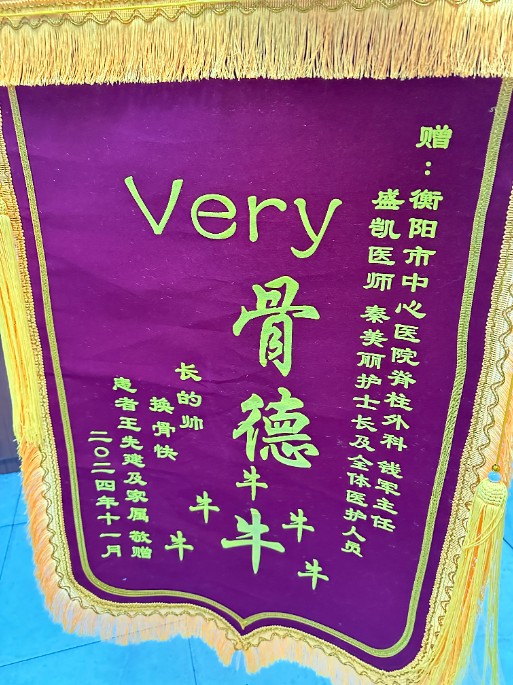 赠：衡阳市中心医院脊柱外科 钱军主任
盛凯医师 秦美丽护士长及全体医护人员
Very
骨德
牛
牛
牛
牛
牛
牛
长的帅
换骨快
患者王先建及家属 敬赠
二〇二四年十一月